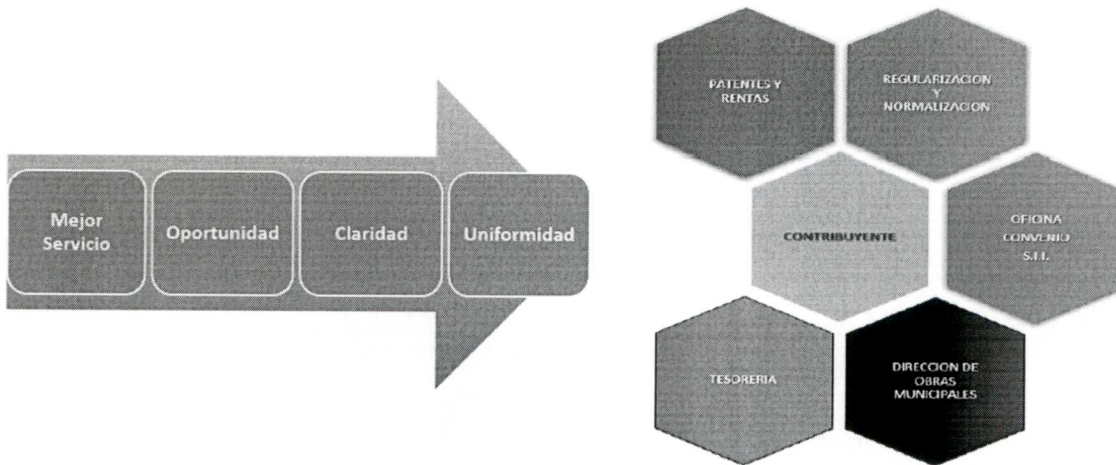 Mejor
Servicio
Oportunidad
Claridad
Uniformidad
PATENTES Y
RENTAS
REGULARIZACION
Y
NORMALIZACION
CONTRIBUYENTE
OFICINA
CONVENIO
S.I.I.
TESORERIA
DIRECCION DE
OBRAS
MUNICIPALES